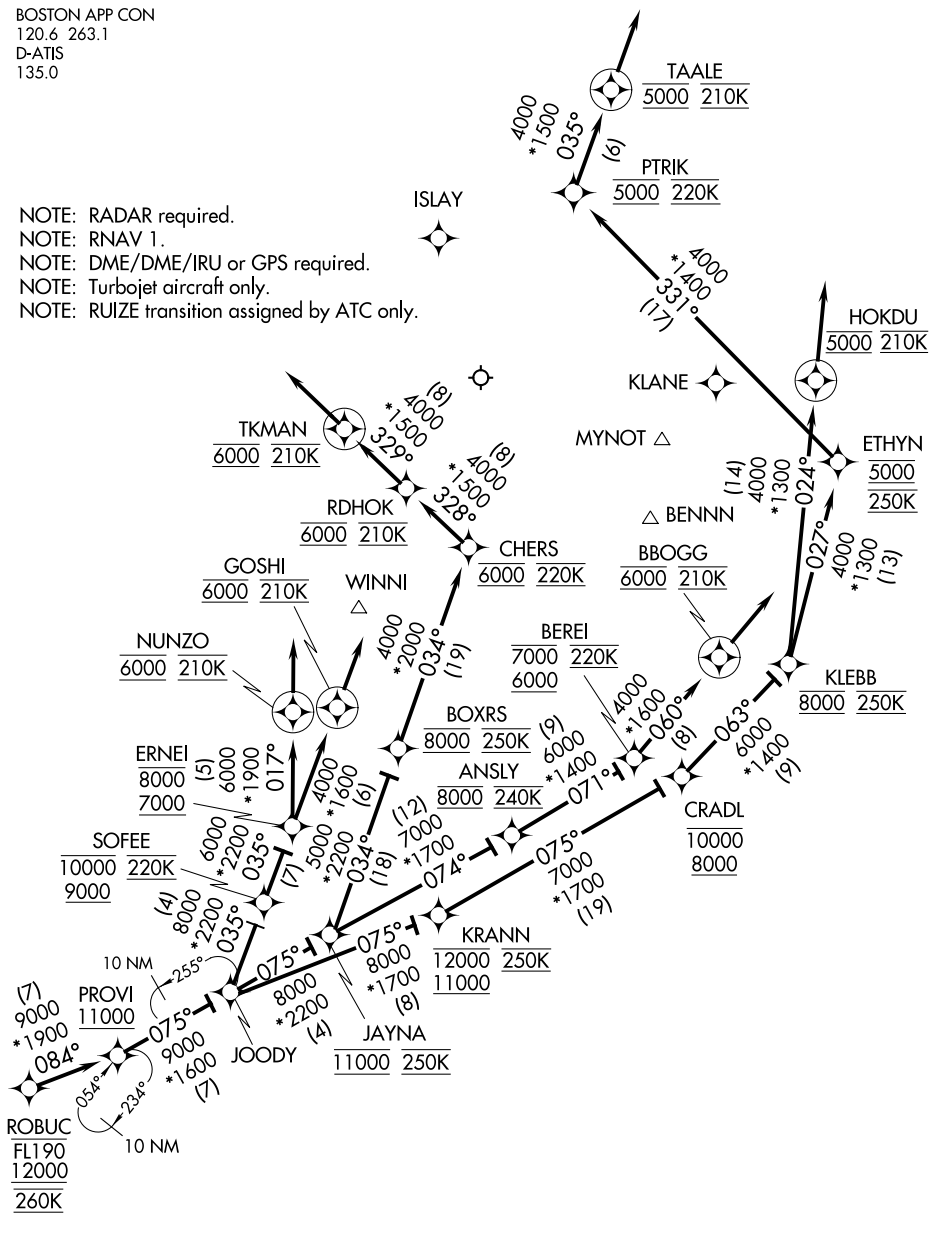 BOSTON APP CON
120.6 263.1
D-ATIS
135.0
TAALE
5000 210K
4000
*1500
035°
(6)
PTRIK
5000 220K
ISLAY
NOTE: RADAR required.
NOTE: RNAV 1.
NOTE: DME/DME/IRU or GPS required.
NOTE: Turbojet aircraft only.
NOTE: RUIZE transition assigned by ATC only.
4000
*1400
331°
(17)
HOKDU
5000 210K
KLANE
(8)
4000
*1500
329°
TKMAN
6000 210K
MYNOT
ETHYN
5000
250K
(8)
4000
*1500
328°
(14)
4000
*1300
024°
RDHOK
6000 210K
BENNN
027°
4000
*1300
(13)
CHERS
6000 220K
BBOGG
6000 210K
GOSHI
6000 210K
WINNI
NUNZO
6000 210K
4000
*2000
034°
(19)
BEREI
7000 220K
6000
KLEBB
8000 250K
4000
*1600
060°
(8)
BOXRS
8000 250K
063°
6000
*1400
(9)
ERNEI
8000
7000
(5)
6000
*1900
017°
4000
*1600
(6)
(9)
6000
*1400
071°
ANSLY
8000 240K
CRADL
10000
8000
SOFEE
10000 220K
9000
6000
*2200
035°
(7)
5000
*2200
034°
(18)
(12)
7000
*1700
074°
075°
7000
*1700
(19)
(4)
8000
*2200
035°
KRANN
12000 250K
11000
10 NM
255°
075°
8000
*2200
(4)
075°
8000
*1700
(8)
PROVI
11000
(7)
9000
*1900
084°
075°
9000
*1600
(7)
JOODY
JAYNA
11000 250K
054°
234°
10 NM
ROBUC
FL190
12000
260K